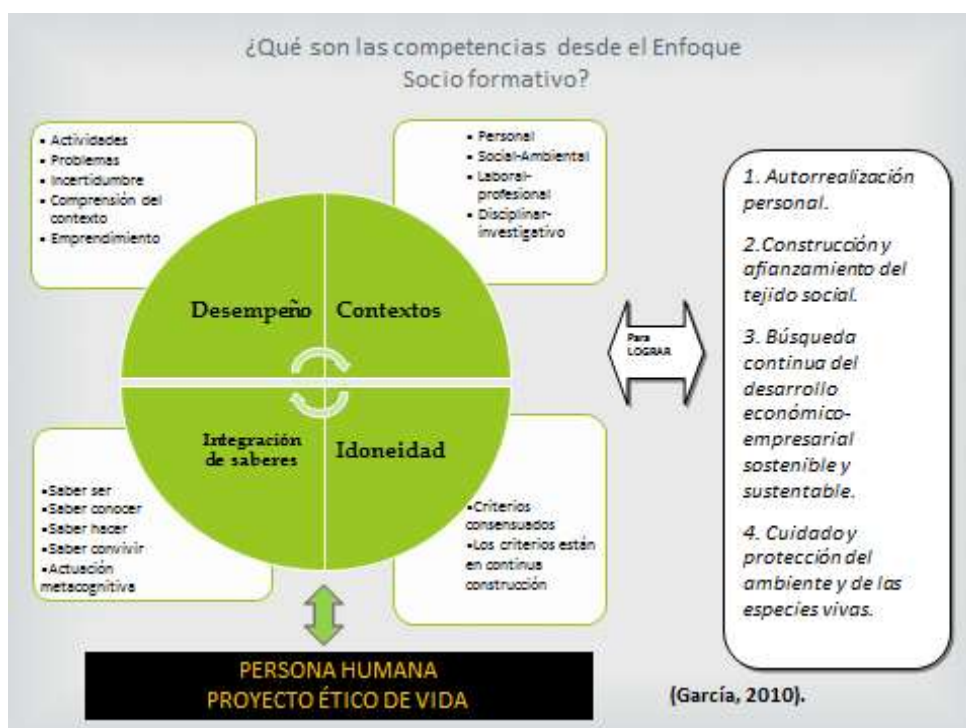 ¿Qué son las competencias desde el Enfoque
Socio formativo?
• Actividades
• Problemas
• Incertidumbre
• Comprensión del
contexto
• Emprendimiento
• Personal
• Social-Ambiental
• Laboral-
profesional
• Disciplinar-
investigativo
Desempeño
Contextos
Integración
de saberes
Idoneidad
•Saber ser
•Saber conocer
•Saber hacer
•Saber convivir
•Actuación
metacognitiva
•Criterios
consensuados
•Los criterios están
en continua
construcción
Para
LOGRAR
1. Autorrealización
personal.
2.Construcción y
afianzamiento del
tejido social.
3. Búsqueda
continua del
desarrollo
económico-
empresarial
sostenible y
sustentable.
4. Cuidado y
protección del
ambiente y de las
especies vivas.
PERSONA HUMANA
PROYECTO ÉTICO DE VIDA
(García, 2010).